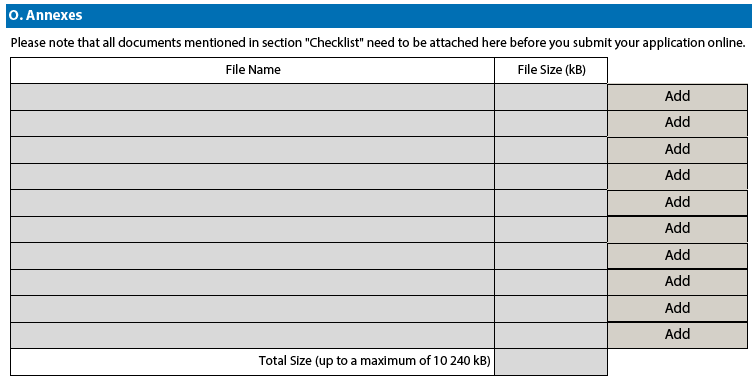 O. Annexes
Please note that all documents mentioned in section "Checklist" need to be attached here before you submit your application online.
File Name File Size (kB)
Add
Add
Add
Add
Add
Add
Add
Add
Add
Add
Total Size (up to a maximum of 10 240 kB)